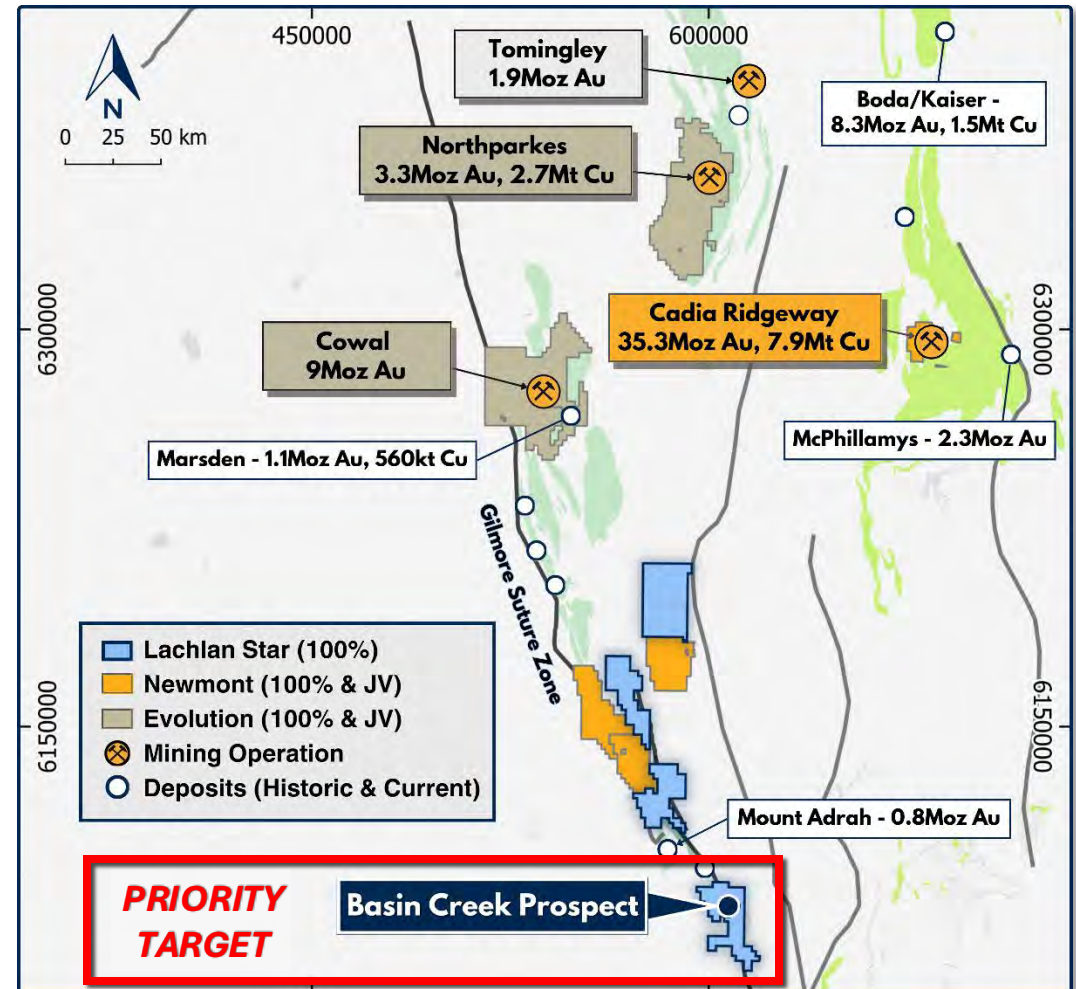 450000
600000
N
0 25 50 km
Tomingley
1.9Moz Au
Boda/Kaiser -
8.3Moz Au, 1.5Mt Cu
Northparkes
3.3Moz Au, 2.7Mt Cu
6300000
6300000
Cadia Ridgeway
35.3Moz Au, 7.9Mt Cu
Cowal
9Moz Au
McPhillamys - 2.3Moz Au
Marsden - 1.1Moz Au, 560kt Cu
Gilmore Suture Zone
Lachlan Star (100%)
Newmont (100% & JV)
Evolution (100% & JV)
Mining Operation
Deposits (Historic & Current)
6150000
6150000
Mount Adrah - 0.8Moz Au
PRIORITY
TARGET
Basin Creek Prospect